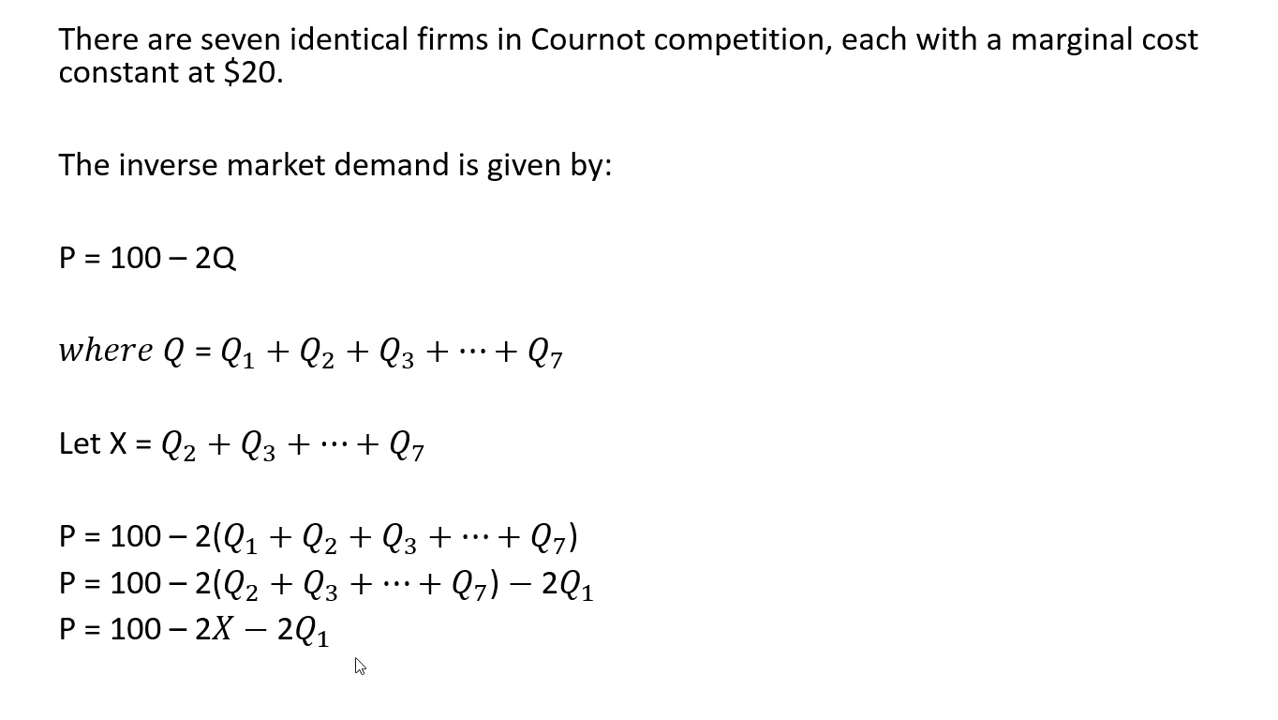 There are seven identical firms in Cournot competition, each with a marginal cost
constant at $20.
The inverse market demand is given by:
P = 100 – 2Q
where Q = Q₁ + Q₂ + Q₃ + ⋯ + Q₇
Let X = Q₂ + Q₃ + ⋯ + Q₇
P = 100 – 2(Q₁ + Q₂ + Q₃ + ⋯ + Q₇)
P = 100 – 2(Q₂ + Q₃ + ⋯ + Q₇) − 2Q₁
P = 100 – 2X − 2Q₁